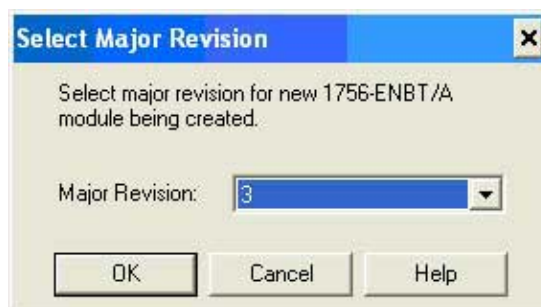 Select Major Revision
Select major revision for new 1756-ENBT/A
module being created.
Major Revision: 3
OK Cancel Help